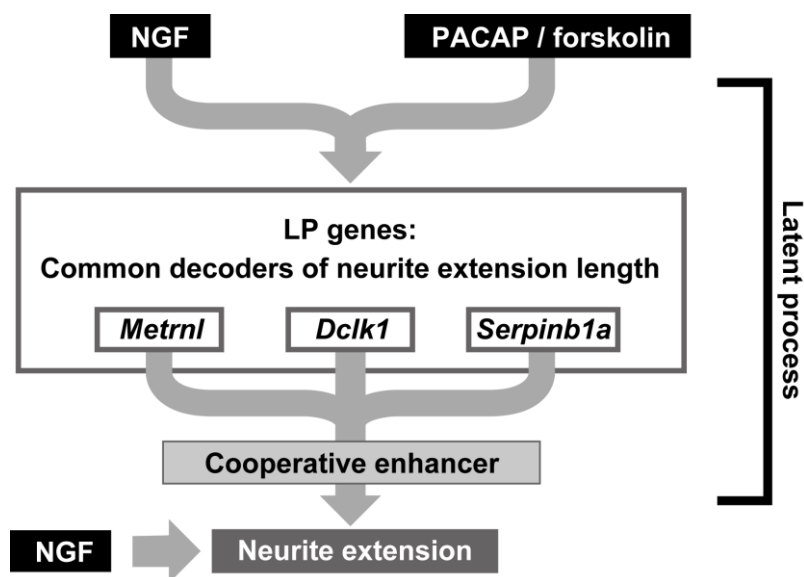 NGF
PACAP / forskolin
LP genes:
Common decoders of neurite extension length
Metrnl
Dclk1
Serpinb1a
Latent process
Cooperative enhancer
NGF
Neurite extension